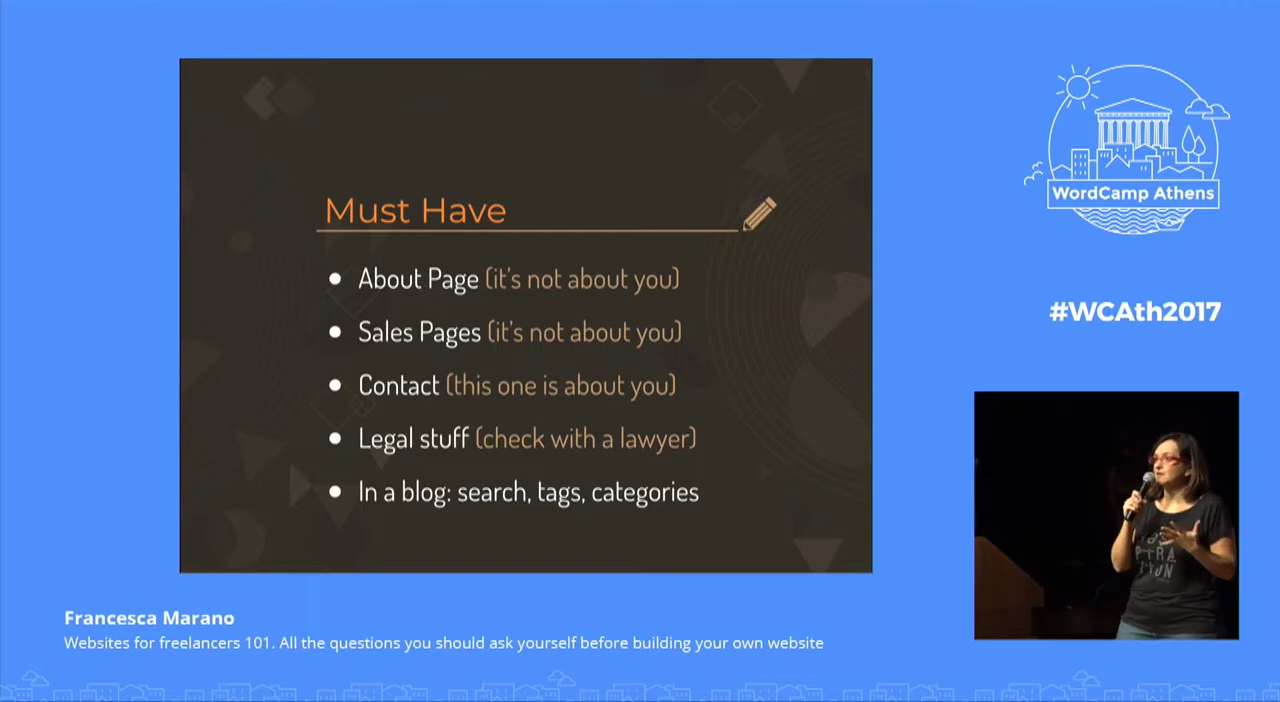 Must Have
About Page (it's not about you)
Sales Pages (it's not about you)
Contact (this one is about you)
Legal stuff (check with a lawyer)
In a blog: search, tags, categories
WordCamp Athens
#WCAth2017
Francesca Marano
Websites for freelancers 101. All the questions you should ask yourself before building your own website